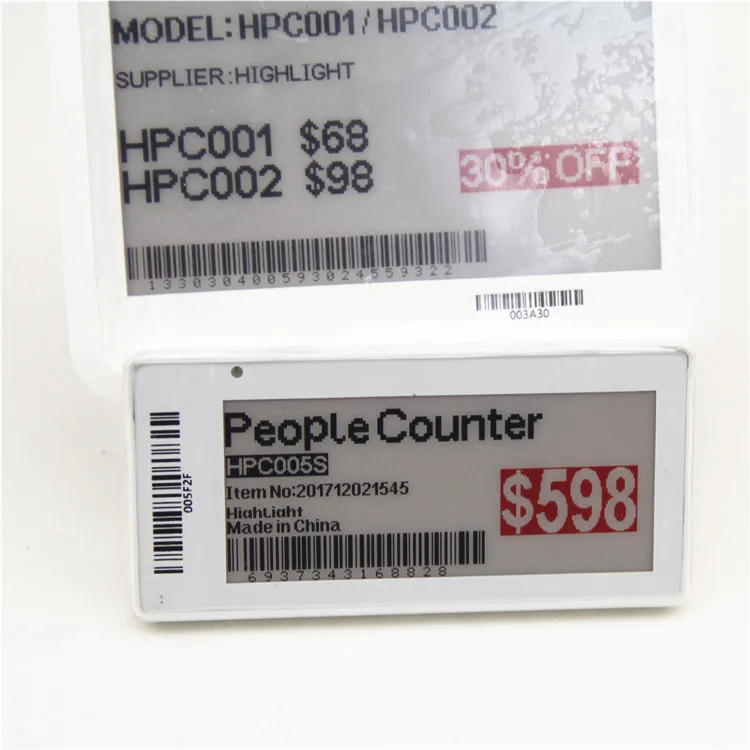 MODEL:HPC001/HPC002
SUPPLIER:HIGHLIGHT
HPC001 $68
HPC002 $98
30% OFF
133030400593024559322
003A30
People Counter
HPC005S
Item No:201712021545
HighLight
Made in China
$598
6937343168828
005F2F